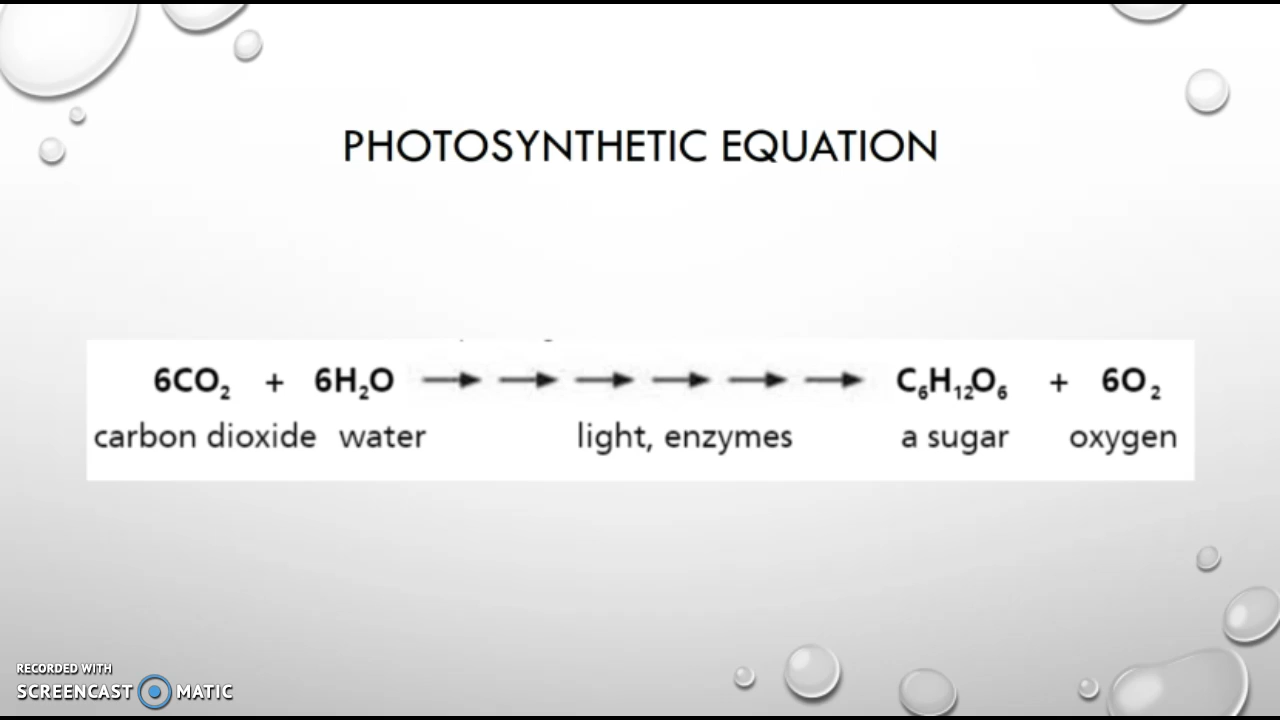 PHOTOSYNTHETIC EQUATION
6CO₂ + 6H₂O → → → → → → C₆H₁₂O₆ + 6O₂
carbon dioxide water light, enzymes a sugar oxygen
RECORDED WITH
SCREENCAST MATIC